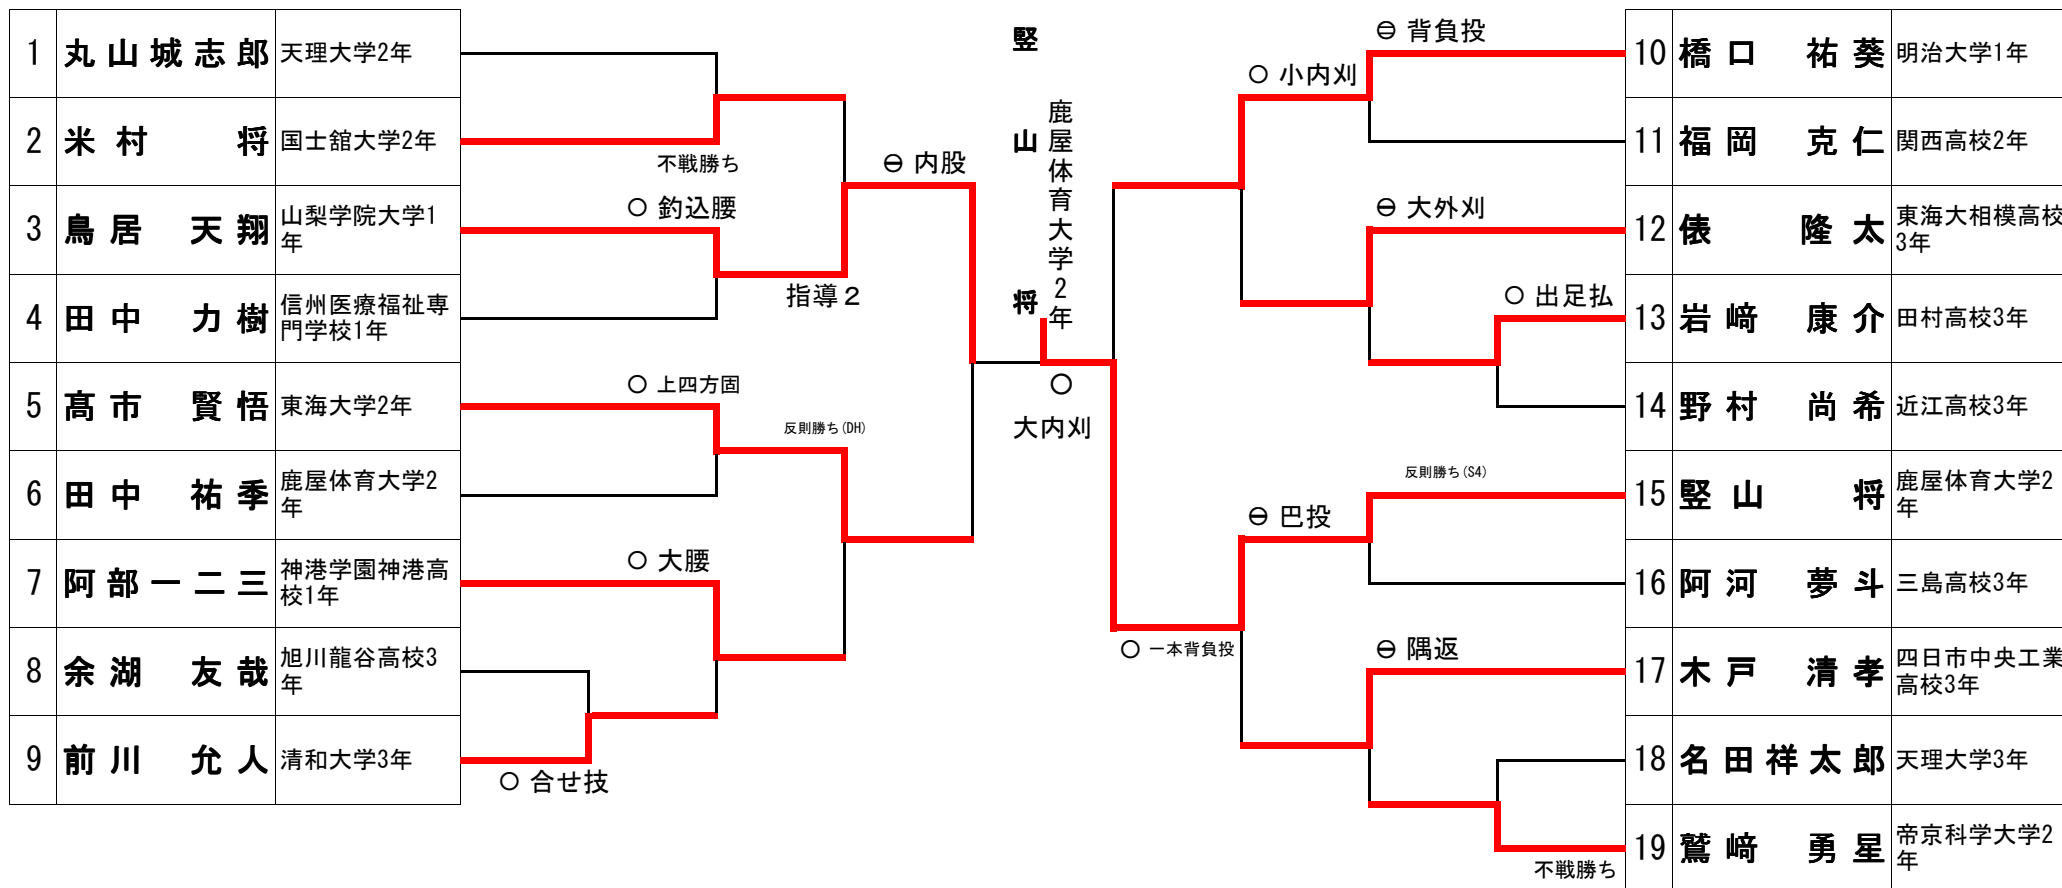 1 丸山城志郎 天理大学2年
2 米村 将 国士舘大学2年
3 鳥居 天翔 山梨学院大学1
年
4 田中 力樹 信州医療福祉専
門学校1年
5 髙市 賢悟 東海大学2年
6 田中 祐季 鹿屋体育大学2
年
7 阿部一二三 神港学園神港高
校1年
8 余湖 友哉 旭川龍谷高校3
年
9 前川 允人 清和大学3年
不戦勝ち
○ 釣込腰
○ 上四方固
○ 大腰
○ 合せ技
指導2
反則勝ち(DH)
⊖ 内股
竪山 将
鹿屋体育大学2年
○
大内刈
○ 小内刈
⊖ 巴投
○ 一本背負投
⊖ 背負投
⊖ 大外刈
○ 出足払
反則勝ち(S4)
⊖ 隅返
不戦勝ち
10 橋口 祐葵 明治大学1年
11 福岡 克仁 関西高校2年
12 俵 隆太 東海大相模高校
3年
13 岩﨑 康介 田村高校3年
14 野村 尚希 近江高校3年
15 竪山 将 鹿屋体育大学2
年
16 阿河 夢斗 三島高校3年
17 木戸 清孝 四日市中央工業
高校3年
18 名田祥太郎 天理大学3年
19 鷲﨑 勇星 帝京科学大学2
年